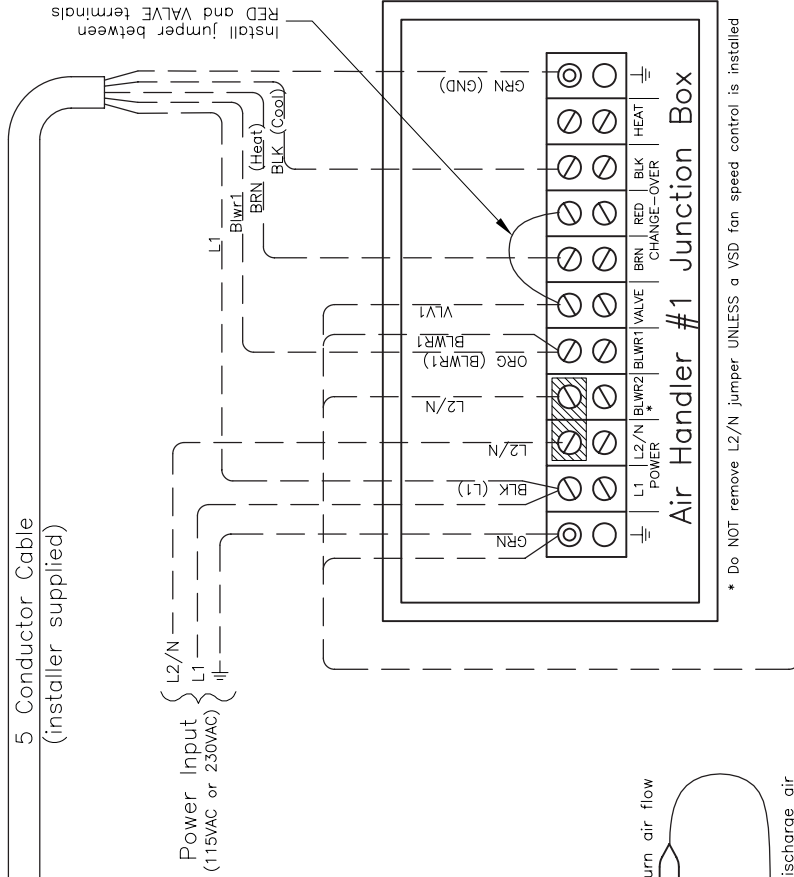 Install jumper between
RED and VALVE terminals
5 Conductor Cable
(installer supplied)
L1
Blwr1
BRN (Heat)
BLK (Cool)
GRN (GND)
VLV1
BLWR1
ORG (BLWR1)
L2/N
L2/N
BLK (L1)
GRN
HEAT
BLK
RED
BRN
CHANGE-OVER
VALVE
BLWR1
BLWR2
*
L2/N
L1
POWER
Air Handler #1 Junction Box
* Do NOT remove L2/N jumper UNLESS a VSD fan speed control is installed
L2/N
L1
Power Input
(115VAC or 230VAC)
urn air flow
ischarge air